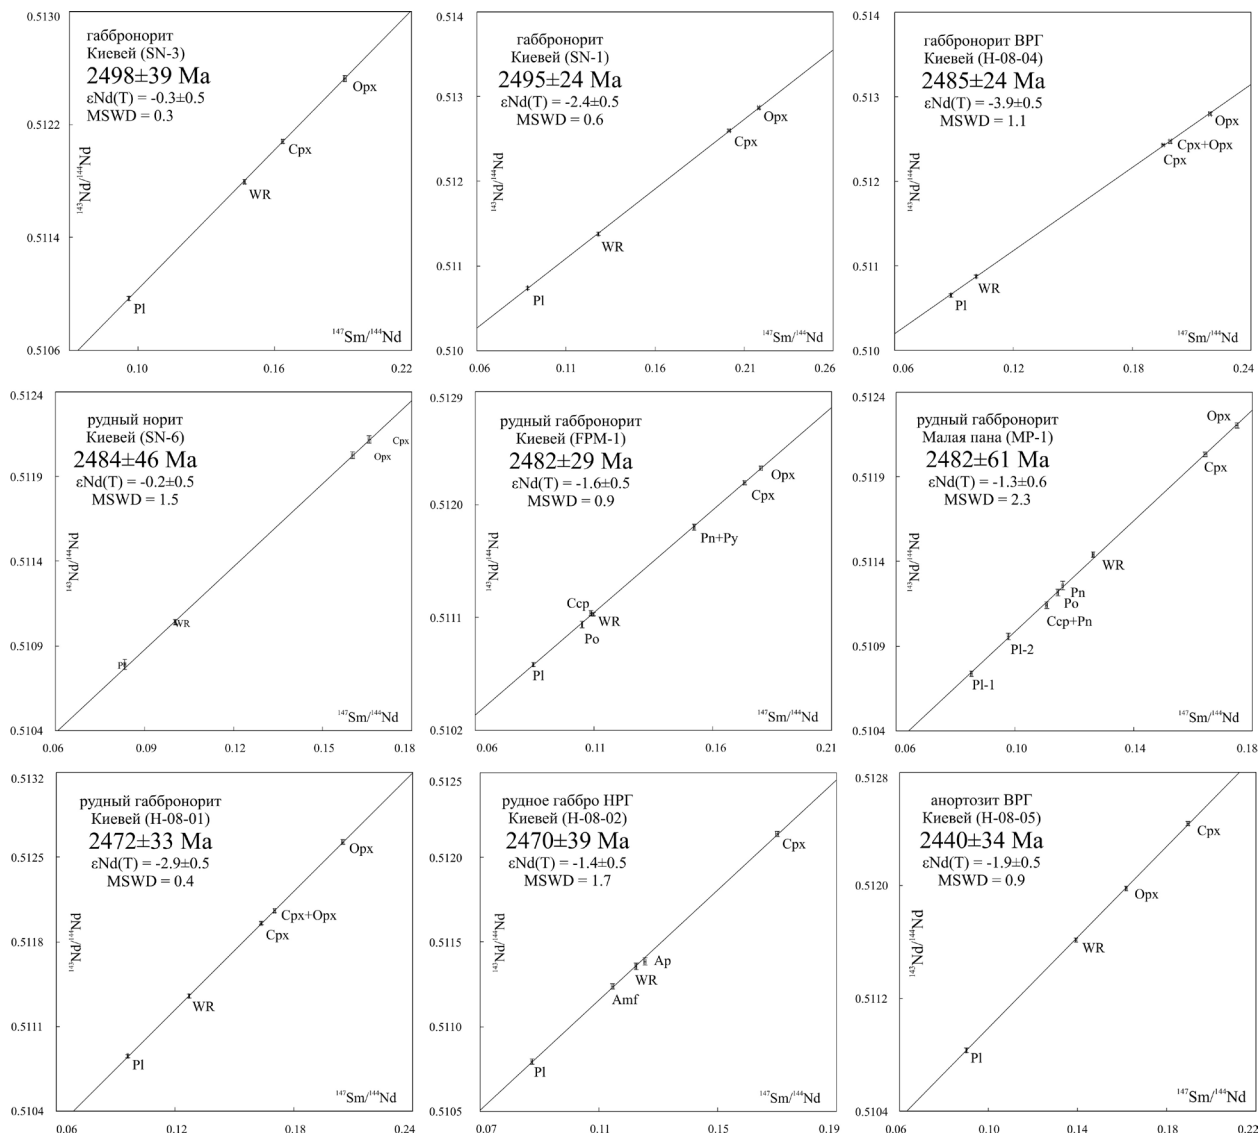 0.5130
габбронорит
Киевей (SN-3)
2498±39 Ma
εNd(T) = -0.3±0.5
MSWD = 0.3
Opx
0.5122
Cpx
¹⁴³Nd/¹⁴⁴Nd
WR
0.5114
Pl
¹⁴⁷Sm/¹⁴⁴Nd
0.5106
0.10 0.16 0.22
0.514
габбронорит
Киевей (SN-1)
2495±24 Ma
εNd(T) = -2.4±0.5
MSWD = 0.6
0.513
Opx
Cpx
0.512
¹⁴³Nd/¹⁴⁴Nd
WR
0.511
Pl
¹⁴⁷Sm/¹⁴⁴Nd
0.510
0.06 0.11 0.16 0.21 0.26
0.514
габбронорит ВРГ
Киевей (H-08-04)
2485±24 Ma
εNd(T) = -3.9±0.5
MSWD = 1.1
0.513
Opx
Cpx+Opx
Cpx
0.512
¹⁴³Nd/¹⁴⁴Nd
0.511
WR
Pl
¹⁴⁷Sm/¹⁴⁴Nd
0.510
0.06 0.12 0.18 0.24
0.5124
рудный норит
Киевей (SN-6)
2484±46 Ma
εNd(T) = -0.2±0.5
MSWD = 1.5
Cpx
Opx
0.5119
0.5114
¹⁴³Nd/¹⁴⁴Nd
WR
0.5109
Pl
¹⁴⁷Sm/¹⁴⁴Nd
0.5104
0.06 0.09 0.12 0.15 0.18
0.5129
рудный габбронорит
Киевей (FPM-1)
2482±29 Ma
εNd(T) = -1.6±0.5
MSWD = 0.9
Opx
Cpx
0.5120
Pn+Py
¹⁴³Nd/¹⁴⁴Nd
Ccp
0.5111
WR
Po
Pl
¹⁴⁷Sm/¹⁴⁴Nd
0.5102
0.06 0.11 0.16 0.21
0.5124
рудный габбронорит
Малая пана (MP-1)
2482±61 Ma
εNd(T) = -1.3±0.6
MSWD = 2.3
Opx
Cpx
0.5119
0.5114
¹⁴³Nd/¹⁴⁴Nd
WR
Pn
Po
Ccp+Pn
0.5109
Pl-2
Pl-1
¹⁴⁷Sm/¹⁴⁴Nd
0.5104
0.06 0.10 0.14 0.18
0.5132
рудный габбронорит
Киевей (H-08-01)
2472±33 Ma
εNd(T) = -2.9±0.5
MSWD = 0.4
Opx
0.5125
Cpx+Opx
Cpx
0.5118
¹⁴³Nd/¹⁴⁴Nd
WR
0.5111
Pl
¹⁴⁷Sm/¹⁴⁴Nd
0.5104
0.06 0.12 0.18 0.24
0.5125
рудное габбро НРГ
Киевей (H-08-02)
2470±39 Ma
εNd(T) = -1.4±0.5
MSWD = 1.7
Cpx
0.5120
0.5115
¹⁴³Nd/¹⁴⁴Nd
Ap
WR
Amf
0.5110
Pl
¹⁴⁷Sm/¹⁴⁴Nd
0.5105
0.07 0.11 0.15 0.19
0.5128
анортозит ВРГ
Киевей (H-08-05)
2440±34 Ma
εNd(T) = -1.9±0.5
MSWD = 0.9
Cpx
0.5120
Opx
¹⁴³Nd/¹⁴⁴Nd
WR
0.5112
Pl
¹⁴⁷Sm/¹⁴⁴Nd
0.5104
0.06 0.10 0.14 0.18 0.22